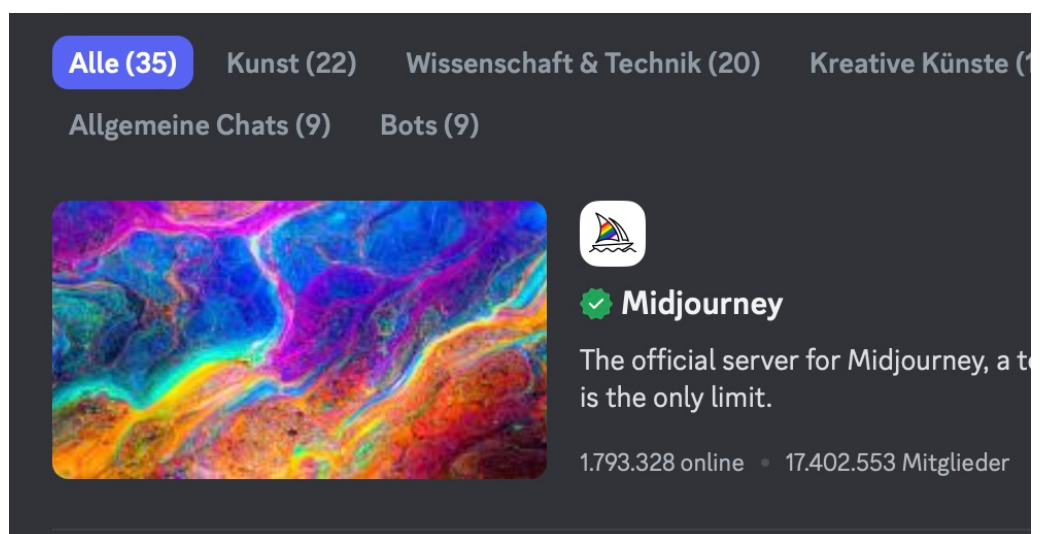 Alle (35) Kunst (22) Wissenschaft & Technik (20) Kreative Künste (
Allgemeine Chats (9) Bots (9)
Midjourney
The official server for Midjourney, a
is the only limit.
1.793.328 online • 17.402.553 Mitglieder